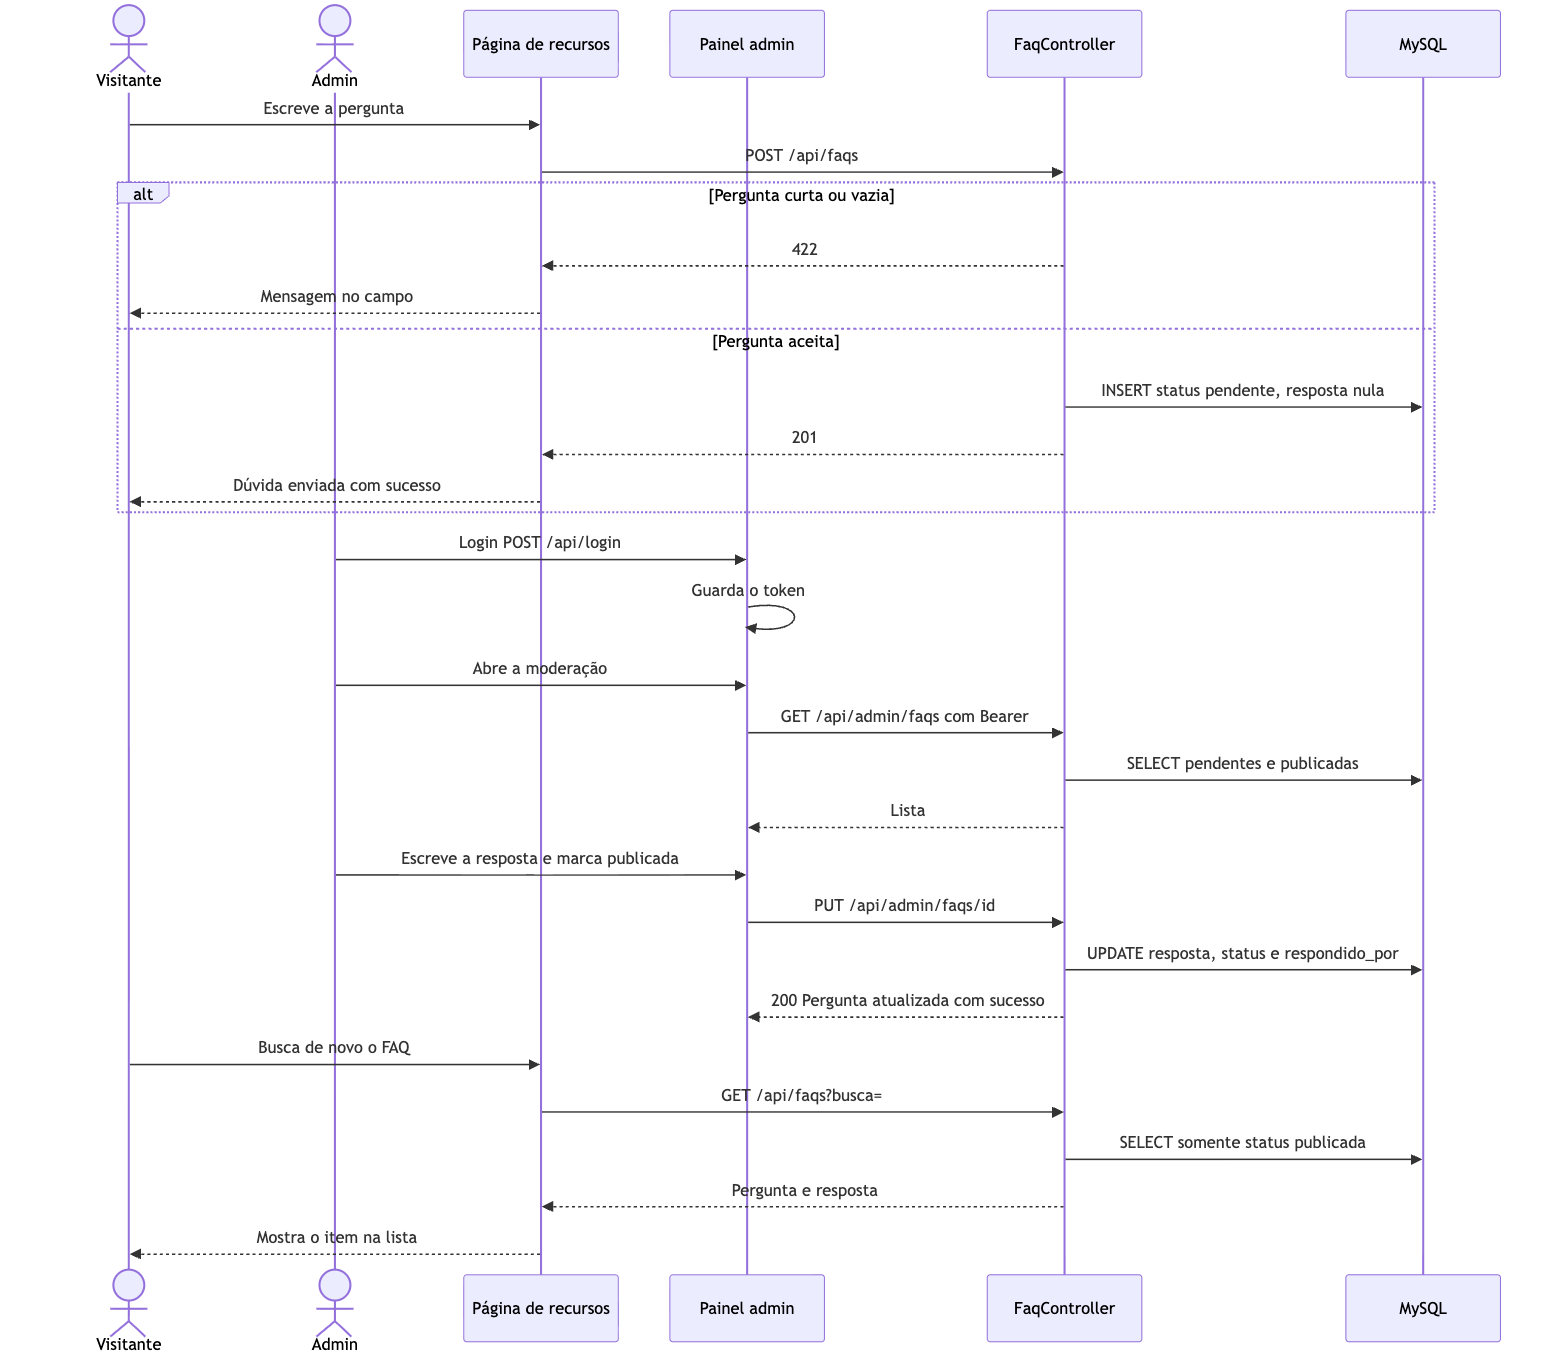 Visitante
Admin
Página de recursos
Painel admin
FaqController
MySQL
Escreve a pergunta
POST /api/faqs
alt
[Pergunta curta ou vazia]
422
Mensagem no campo
[Pergunta aceita]
INSERT status pendente, resposta nula
201
Dúvida enviada com sucesso
Login POST /api/login
Guarda o token
Abre a moderação
GET /api/admin/faqs com Bearer
SELECT pendentes e publicadas
Lista
Escreve a resposta e marca publicada
PUT /api/admin/faqs/id
UPDATE resposta, status e respondido_por
200 Pergunta atualizada com sucesso
Busca de novo o FAQ
GET /api/faqs?busca=
SELECT somente status publicada
Pergunta e resposta
Mostra o item na lista
Visitante
Admin
Página de recursos
Painel admin
FaqController
MySQL